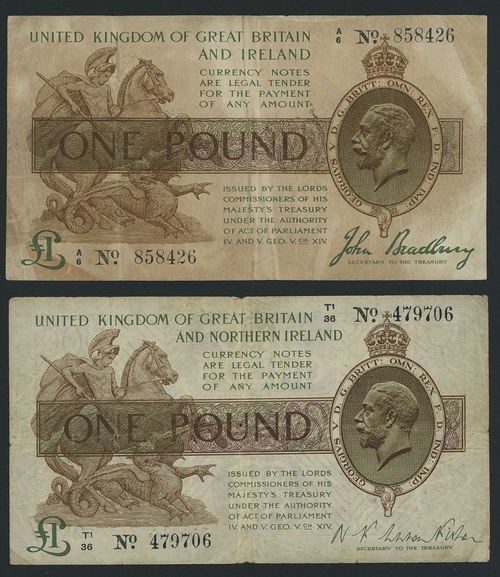 UNITED KINGDOM OF GREAT BRITAIN
AND IRELAND
A/6 No. 858426
CURRENCY NOTES
ARE LEGAL TENDER
FOR THE PAYMENT
OF ANY AMOUNT
GEORGIVS V D. G. BRITT: OMN: REX F. D. IND: IMP:
ONE POUND
ISSUED BY THE LORDS
COMMISSIONERS OF HIS
MAJESTY'S TREASURY
UNDER THE AUTHORITY
OF ACT OF PARLIAMENT
IV. AND V. GEO. V. CH. XIV.
£1 A/6 No. 858426
John Bradbury
SECRETARY TO THE TREASURY
UNITED KINGDOM OF GREAT BRITAIN
AND NORTHERN IRELAND
T1/36 No. 479706
CURRENCY NOTES
ARE LEGAL TENDER
FOR THE PAYMENT
OF ANY AMOUNT
GEORGIVS V D. G. BRITT: OMN: REX F. D. IND: IMP:
ONE POUND
ISSUED BY THE LORDS
COMMISSIONERS OF HIS
MAJESTY'S TREASURY
UNDER THE AUTHORITY
OF ACT OF PARLIAMENT
IV. AND V. GEO. V. CH. XIV.
£1 T1/36 No. 479706
SECRETARY TO THE TREASURY